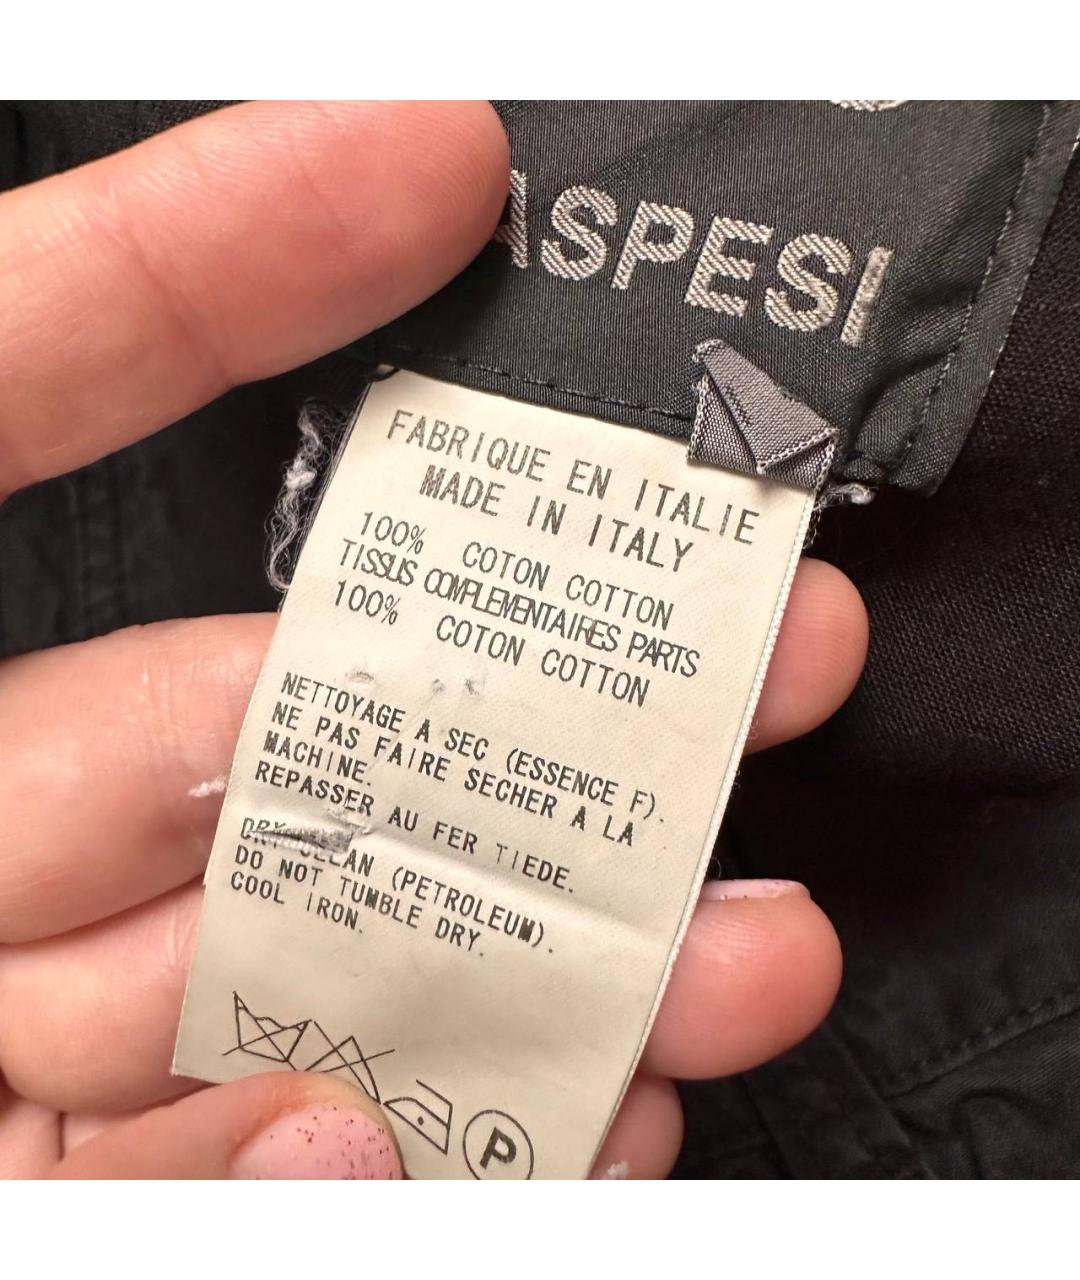 ASPESI
FABRIQUE EN ITALIE
MADE IN ITALY
100% COTON COTTON
TISSUS COMPLEMENTAIRES PARTS
100% COTON COTTON
NETTOYAGE A SEC (ESSENCE F).
NE PAS FAIRE SECHER A LA
MACHINE.
REPASSER AU FER TIEDE.
DRY CLEAN (PETROLEUM).
DO NOT TUMBLE DRY.
COOL IRON.
P